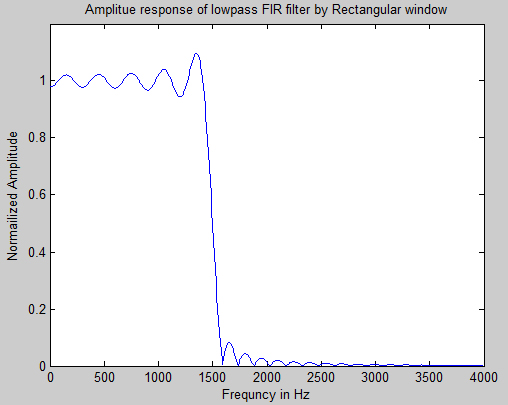 Amplitue response of lowpass FIR filter by Rectangular window
Normailized Amplitude
1
0.8
0.6
0.4
0.2
0
0 500 1000 1500 2000 2500 3000 3500 4000
Frequncy in Hz